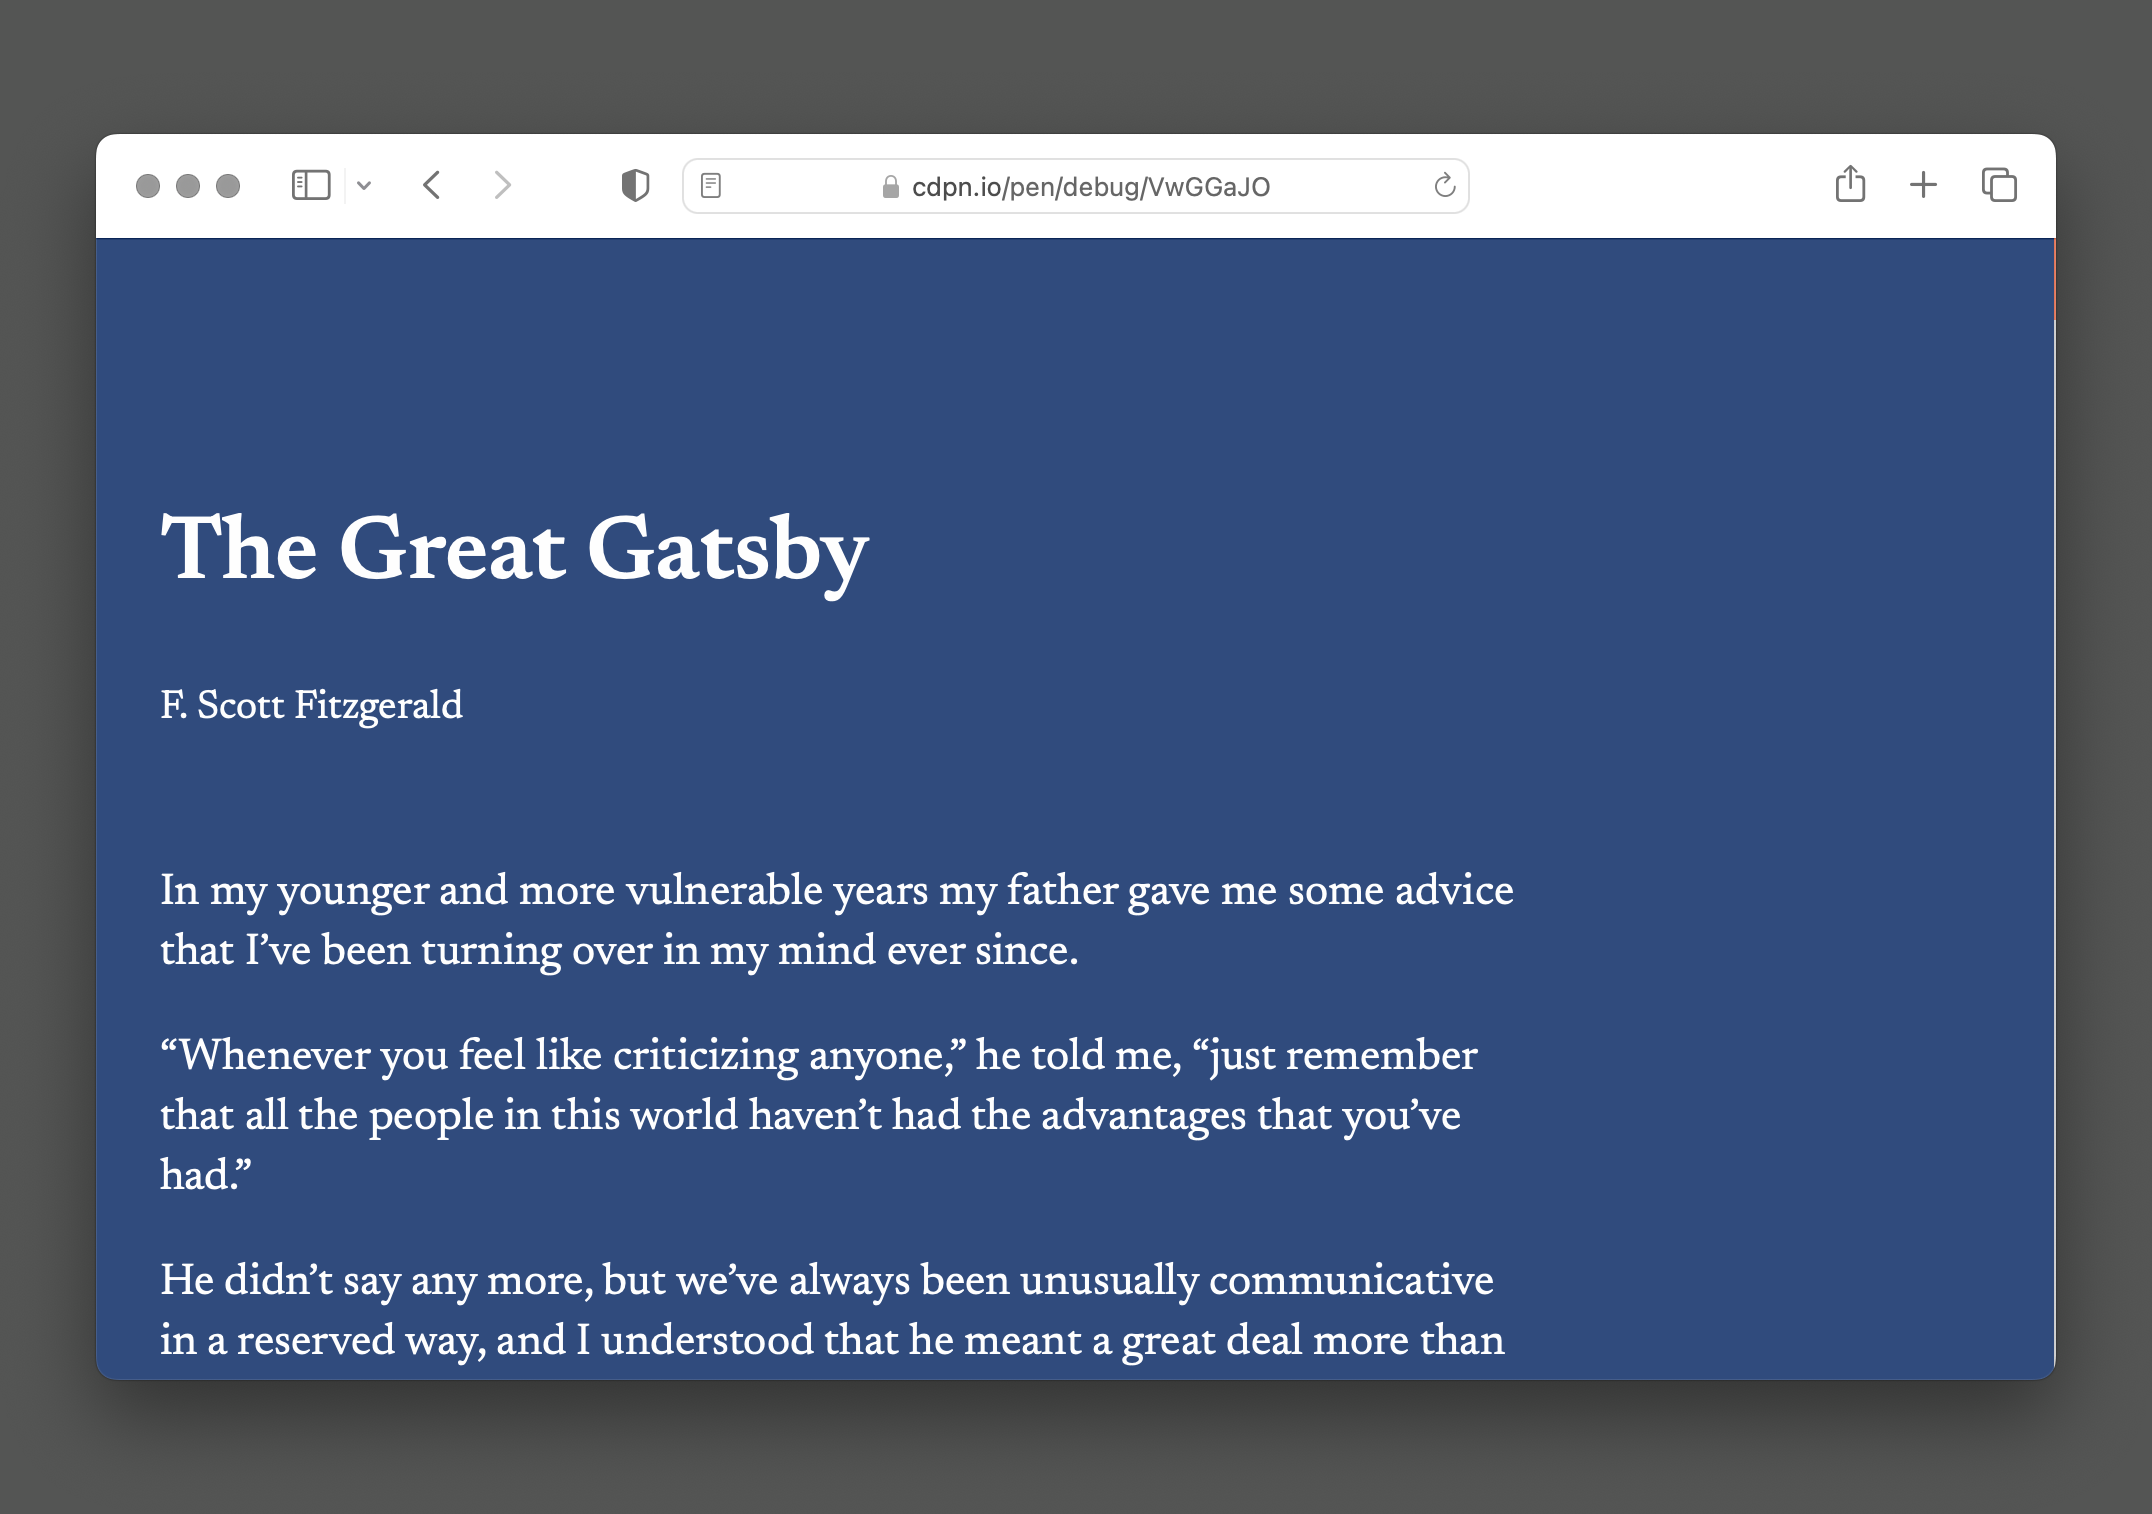 cdpn.io/pen/debug/VwGGaJO
The Great Gatsby
F. Scott Fitzgerald
In my younger and more vulnerable years my father gave me some advice
that I’ve been turning over in my mind ever since.
“Whenever you feel like criticizing anyone,” he told me, “just remember
that all the people in this world haven’t had the advantages that you’ve
had.”
He didn’t say any more, but we’ve always been unusually communicative
in a reserved way, and I understood that he meant a great deal more than